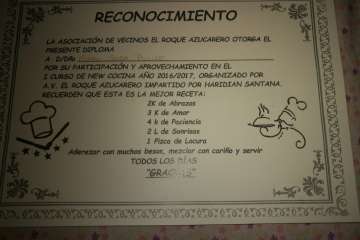 RECONOCIMIENTO
LA ASOCIACIÓN DE VECINOS EL ROQUE AZUCARERO OTORGA EL
PRESENTE DIPLOMA
A D/Dña
POR SU PARTICIPACIÓN Y APROVECHAMIENTO EN EL
I CURSO DE NEW COCINA AÑO 2016/2017, ORGANIZADO POR
A.V. EL ROQUE AZUCARERO IMPARTIDO POR HARIDIAN SANTANA.
RECUERDEN QUE ESTA ES LA MEJOR RECETA:
2K de Abrazos
3 K de Amor
4 k de Paciencia
2 L de Sonrisas
1 Pizca de Locura
Aderezar con muchos besos, mezclar con cariño y servir
TODOS LOS DÍAS
"GRACIAS"